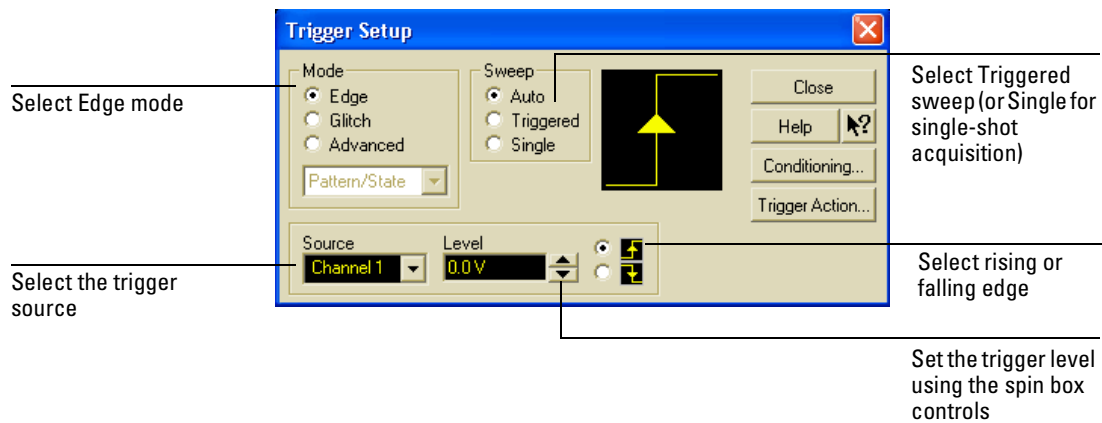 Trigger Setup
Select Edge mode
Mode
Edge
Glitch
Advanced
Pattern/State
Sweep
Auto
Triggered
Single
Close
Help
?
Conditioning...
Trigger Action...
Select Triggered
sweep (or Single for
single-shot
acquisition)
Select the trigger
source
Source
Channel 1
Level
0.0 V
Select rising or
falling edge
Set the trigger level
using the spin box
controls